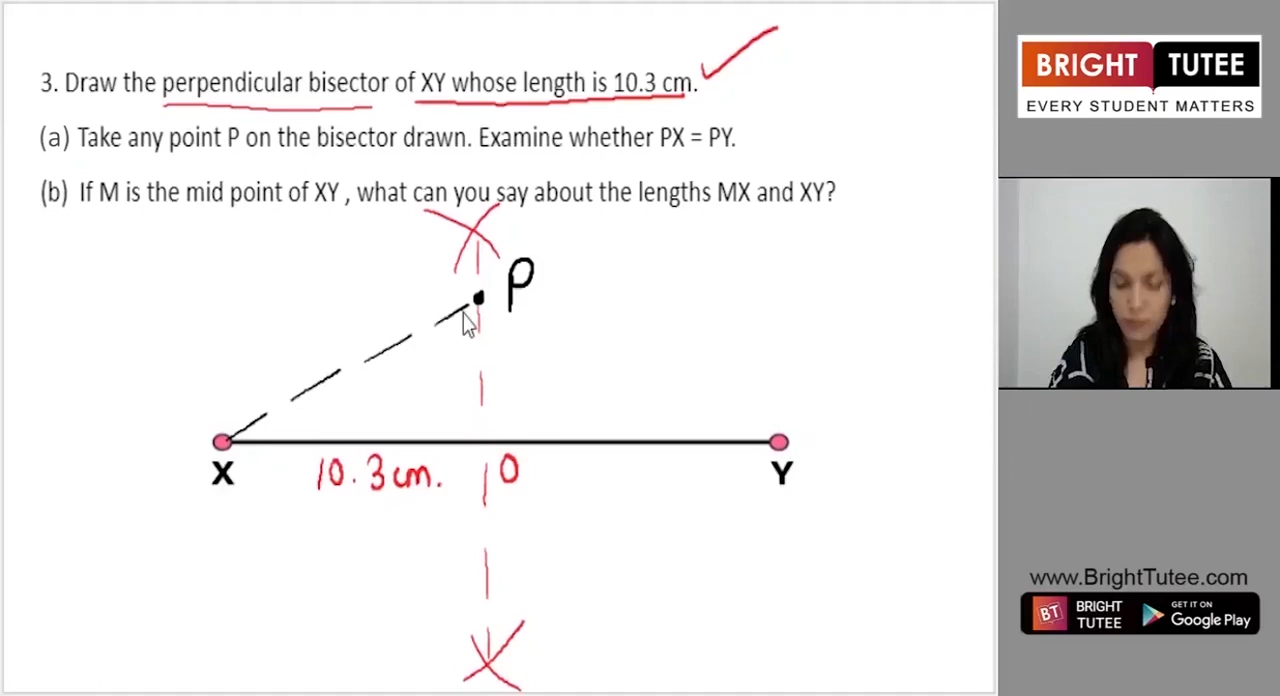 3. Draw the perpendicular bisector of XY whose length is 10.3 cm.
(a) Take any point P on the bisector drawn. Examine whether PX = PY.
(b) If M is the mid point of XY , what can you say about the lengths MX and XY?
P
X
10.3cm.
O
Y
BRIGHT TUTEE
EVERY STUDENT MATTERS
www.BrightTutee.com
BT
BRIGHT
TUTEE
GET IT ON
Google Play